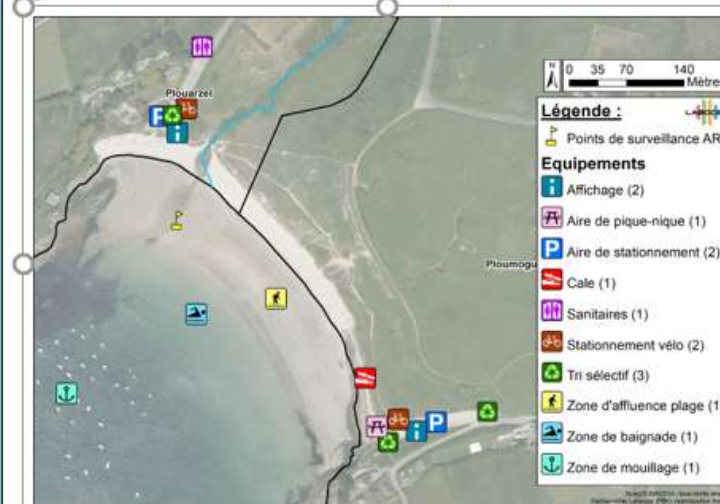 Plouarzel
Ploumogu
N
0 35 70 140
Mètre
Légende :
Points de surveillance AR
Equipements
Affichage (2)
Aire de pique-nique (1)
P Aire de stationnement (2)
Cale (1)
Sanitaires (1)
Stationnement vélo (2)
Tri sélectif (3)
Zone d'affluence plage (1
Zone de baignade (1)
Zone de mouillage (1)